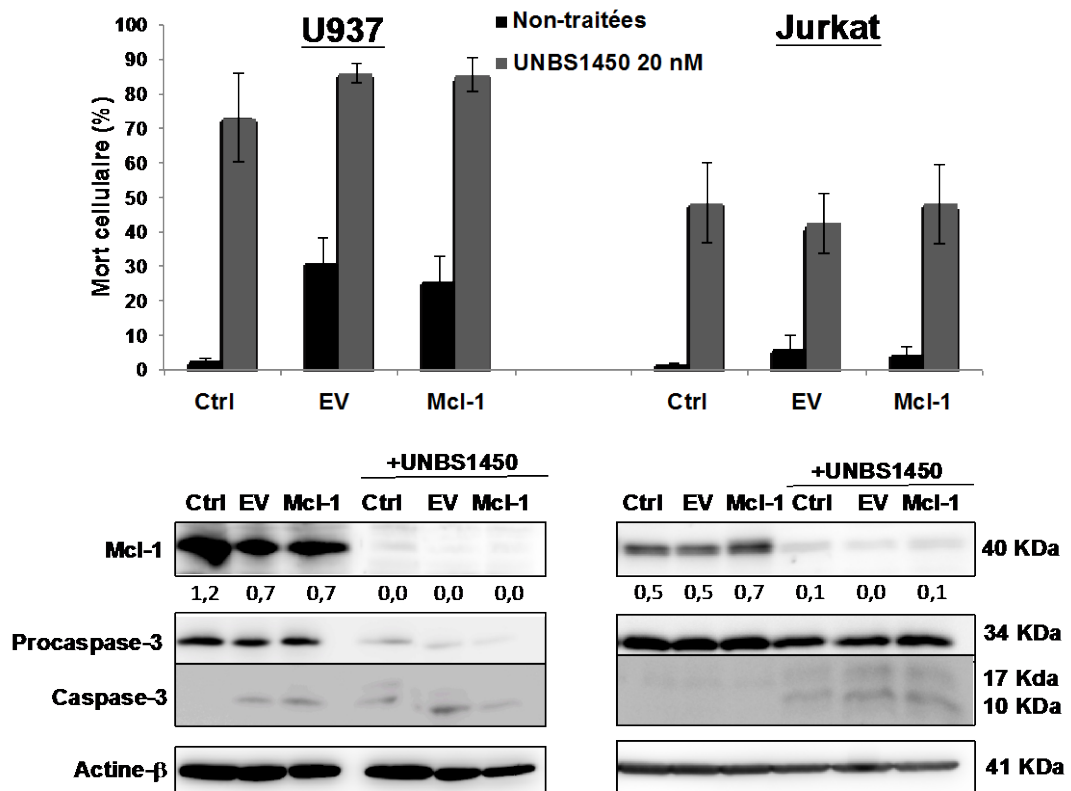 100
90
80
70
60
50
40
30
20
10
0
Mort cellulaire (%)
U937
Non-traitées
UNBS1450 20 nM
Jurkat
Ctrl EV Mcl-1 Ctrl EV Mcl-1
+UNBS1450
Ctrl EV Mcl-1 Ctrl EV Mcl-1
+UNBS1450
Ctrl EV Mcl-1 Ctrl EV Mcl-1
Mcl-1
40 KDa
1,2 0,7 0,7 0,0 0,0 0,0
0,5 0,5 0,7 0,1 0,0 0,1
Procaspase-3
34 KDa
Caspase-3
17 Kda
10 KDa
Actine-β
41 KDa